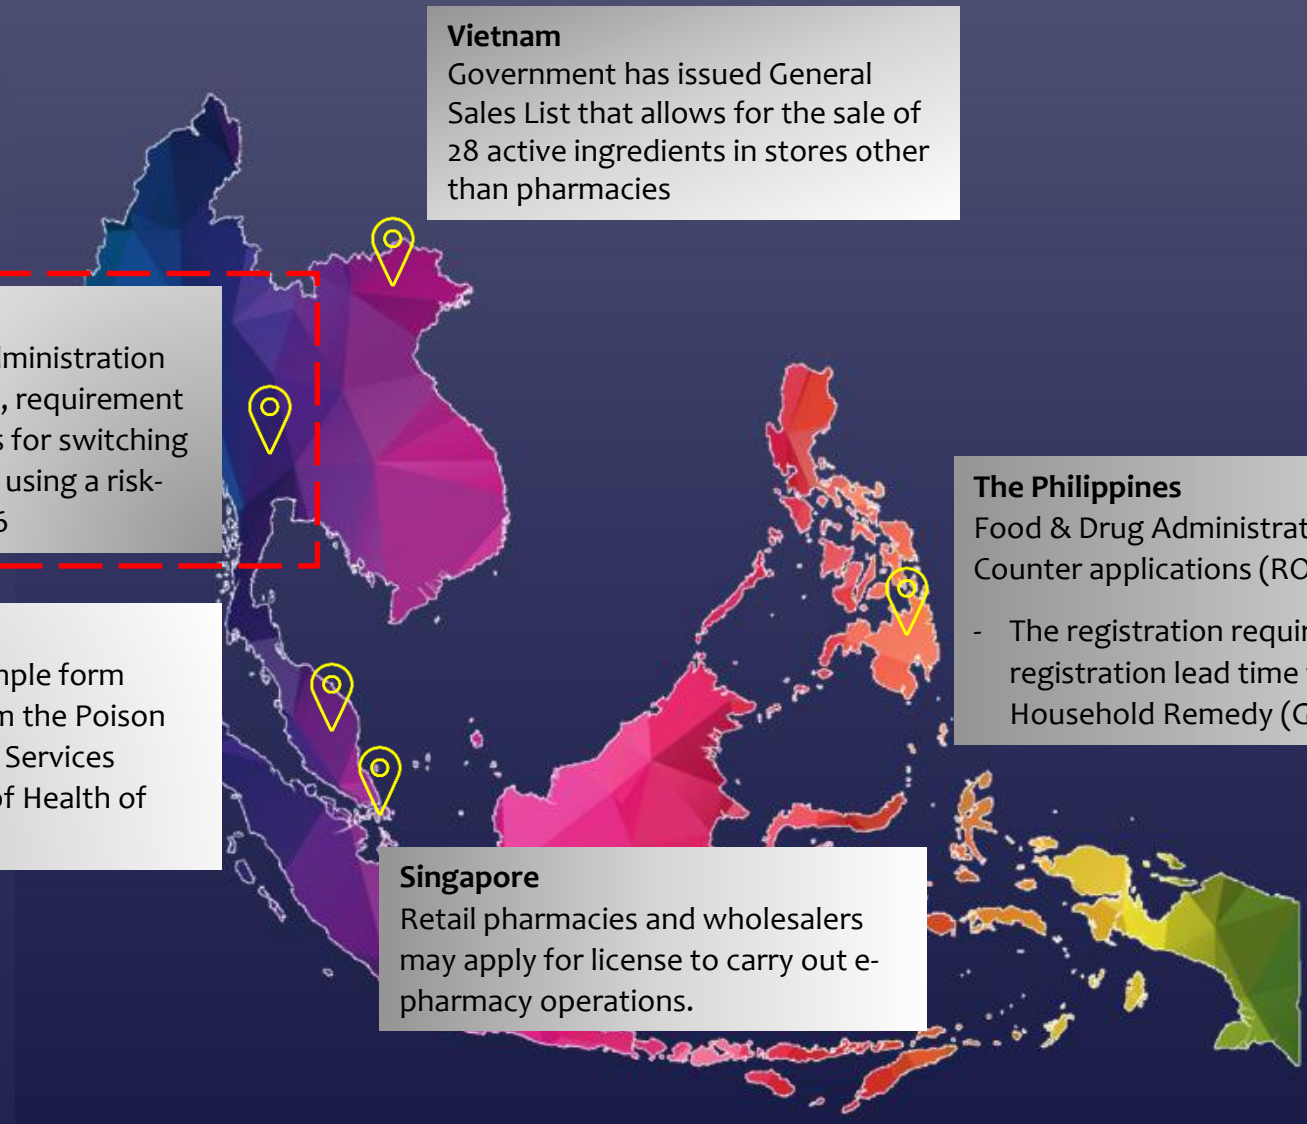 Vietnam
Government has issued General
Sales List that allows for the sale of
28 active ingredients in stores other
than pharmacies
ministration
, requirement
s for switching
using a risk-
6
The Philippines
Food & Drug Administrat
Counter applications (RO
- The registration requir
registration lead time
Household Remedy (G
mple form
m the Poison
Services
of Health of
Singapore
Retail pharmacies and wholesalers
may apply for license to carry out e-
pharmacy operations.